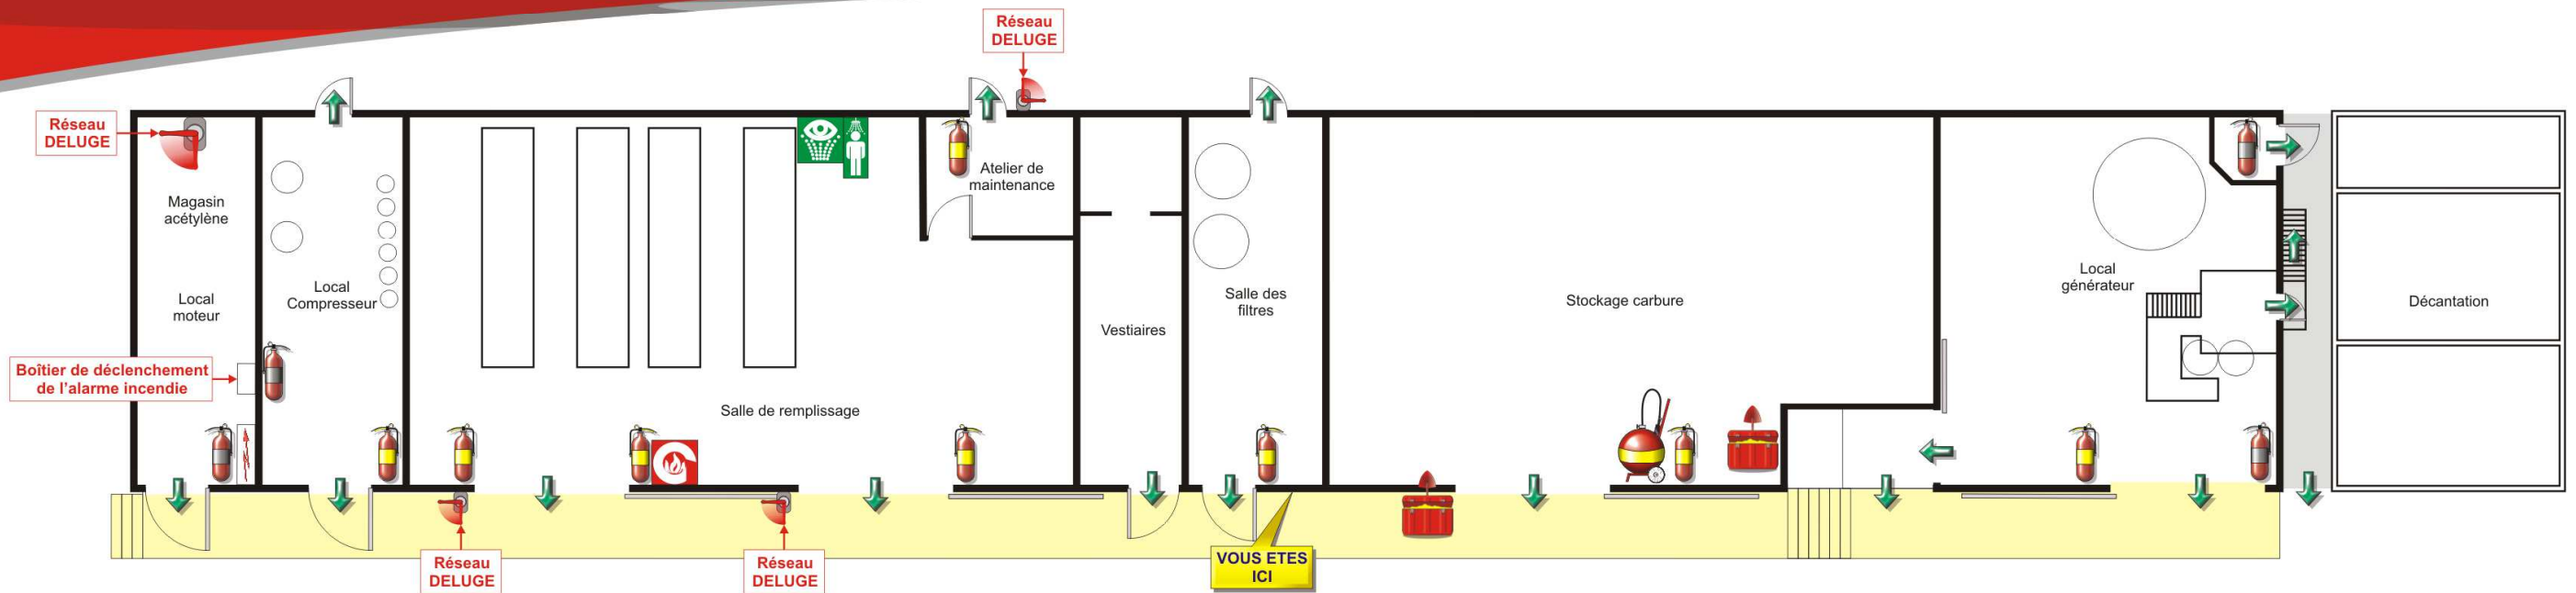 Réseau
DELUGE
Réseau
DELUGE
Magasin
acétylène
Local
moteur
Boîtier de déclenchement
de l'alarme incendie
Local
Compresseur
Salle de remplissage
Atelier de
maintenance
Vestiaires
Salle des
filtres
Stockage carbure
Local
générateur
Décantation
Réseau
DELUGE
Réseau
DELUGE
VOUS ETES
ICI